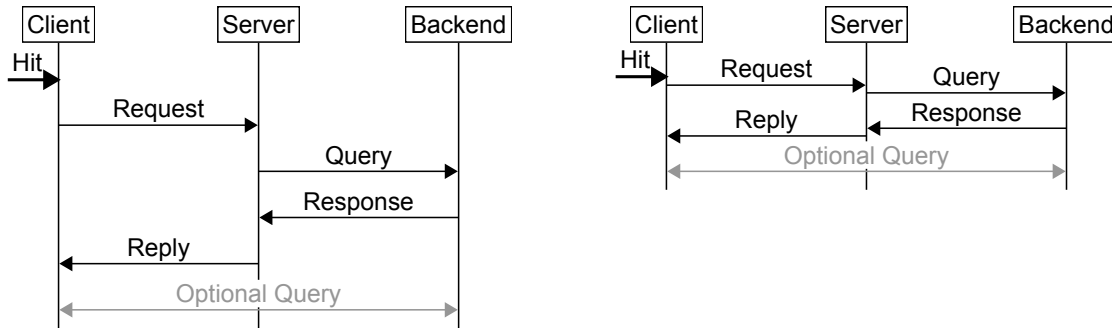 Client Server Backend
Hit
Request
Query
Response
Reply
Optional Query
Client Server Backend
Hit
Request
Query
Response
Reply
Optional Query